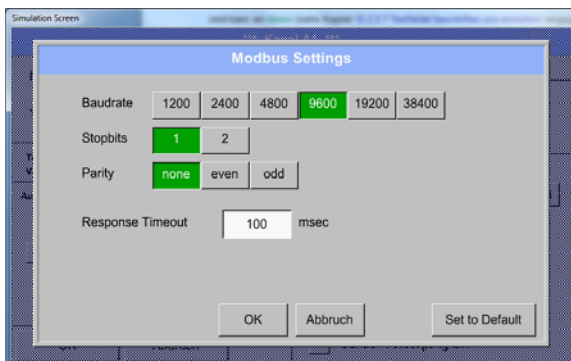 Simulation Screen
Modbus Settings
Baudrate 1200 2400 4800 9600 19200 38400
Stopbits 1 2
Parity none even odd
Response Timeout 100 msec
OK Abbruch Set to Default